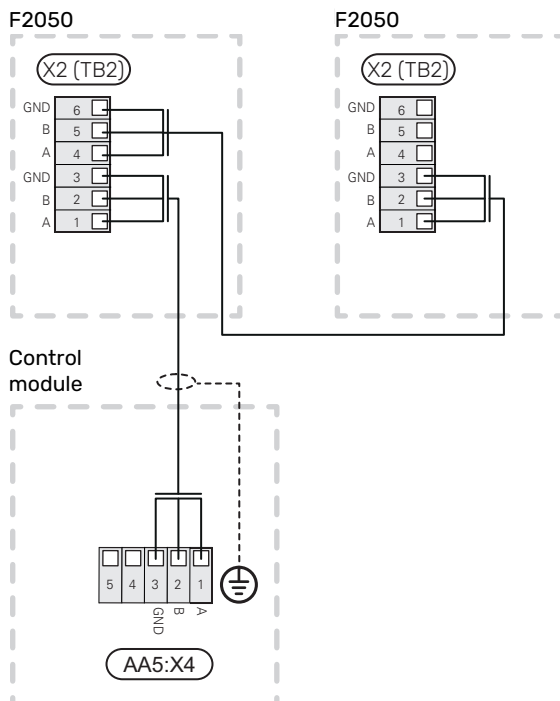 F2050
X2 (TB2)
GND 6
B 5
A 4
GND 3
B 2
A 1
F2050
X2 (TB2)
GND 6
B 5
A 4
GND 3
B 2
A 1
Control
module
5 4 3 2 1
GND B A
AA5:X4